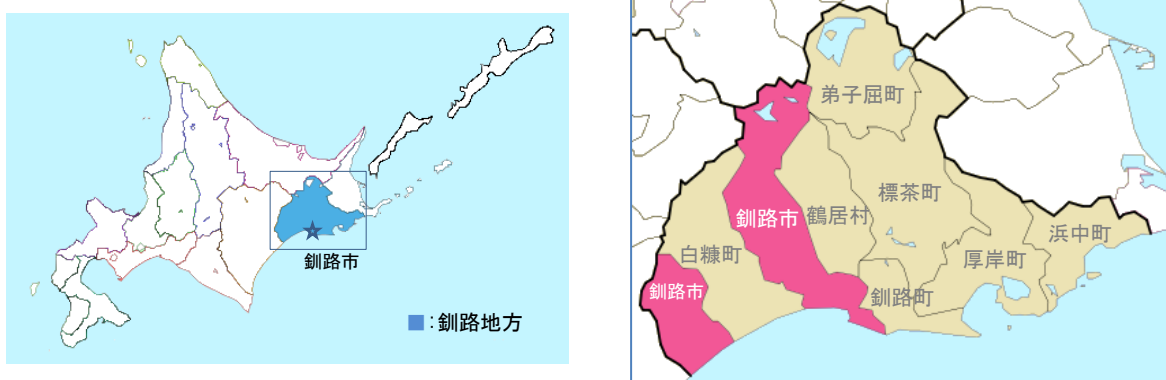 釧路市
■：釧路地方
弟子屈町
標茶町
釧路市
鶴居村
浜中町
白糠町
厚岸町
釧路市
釧路町